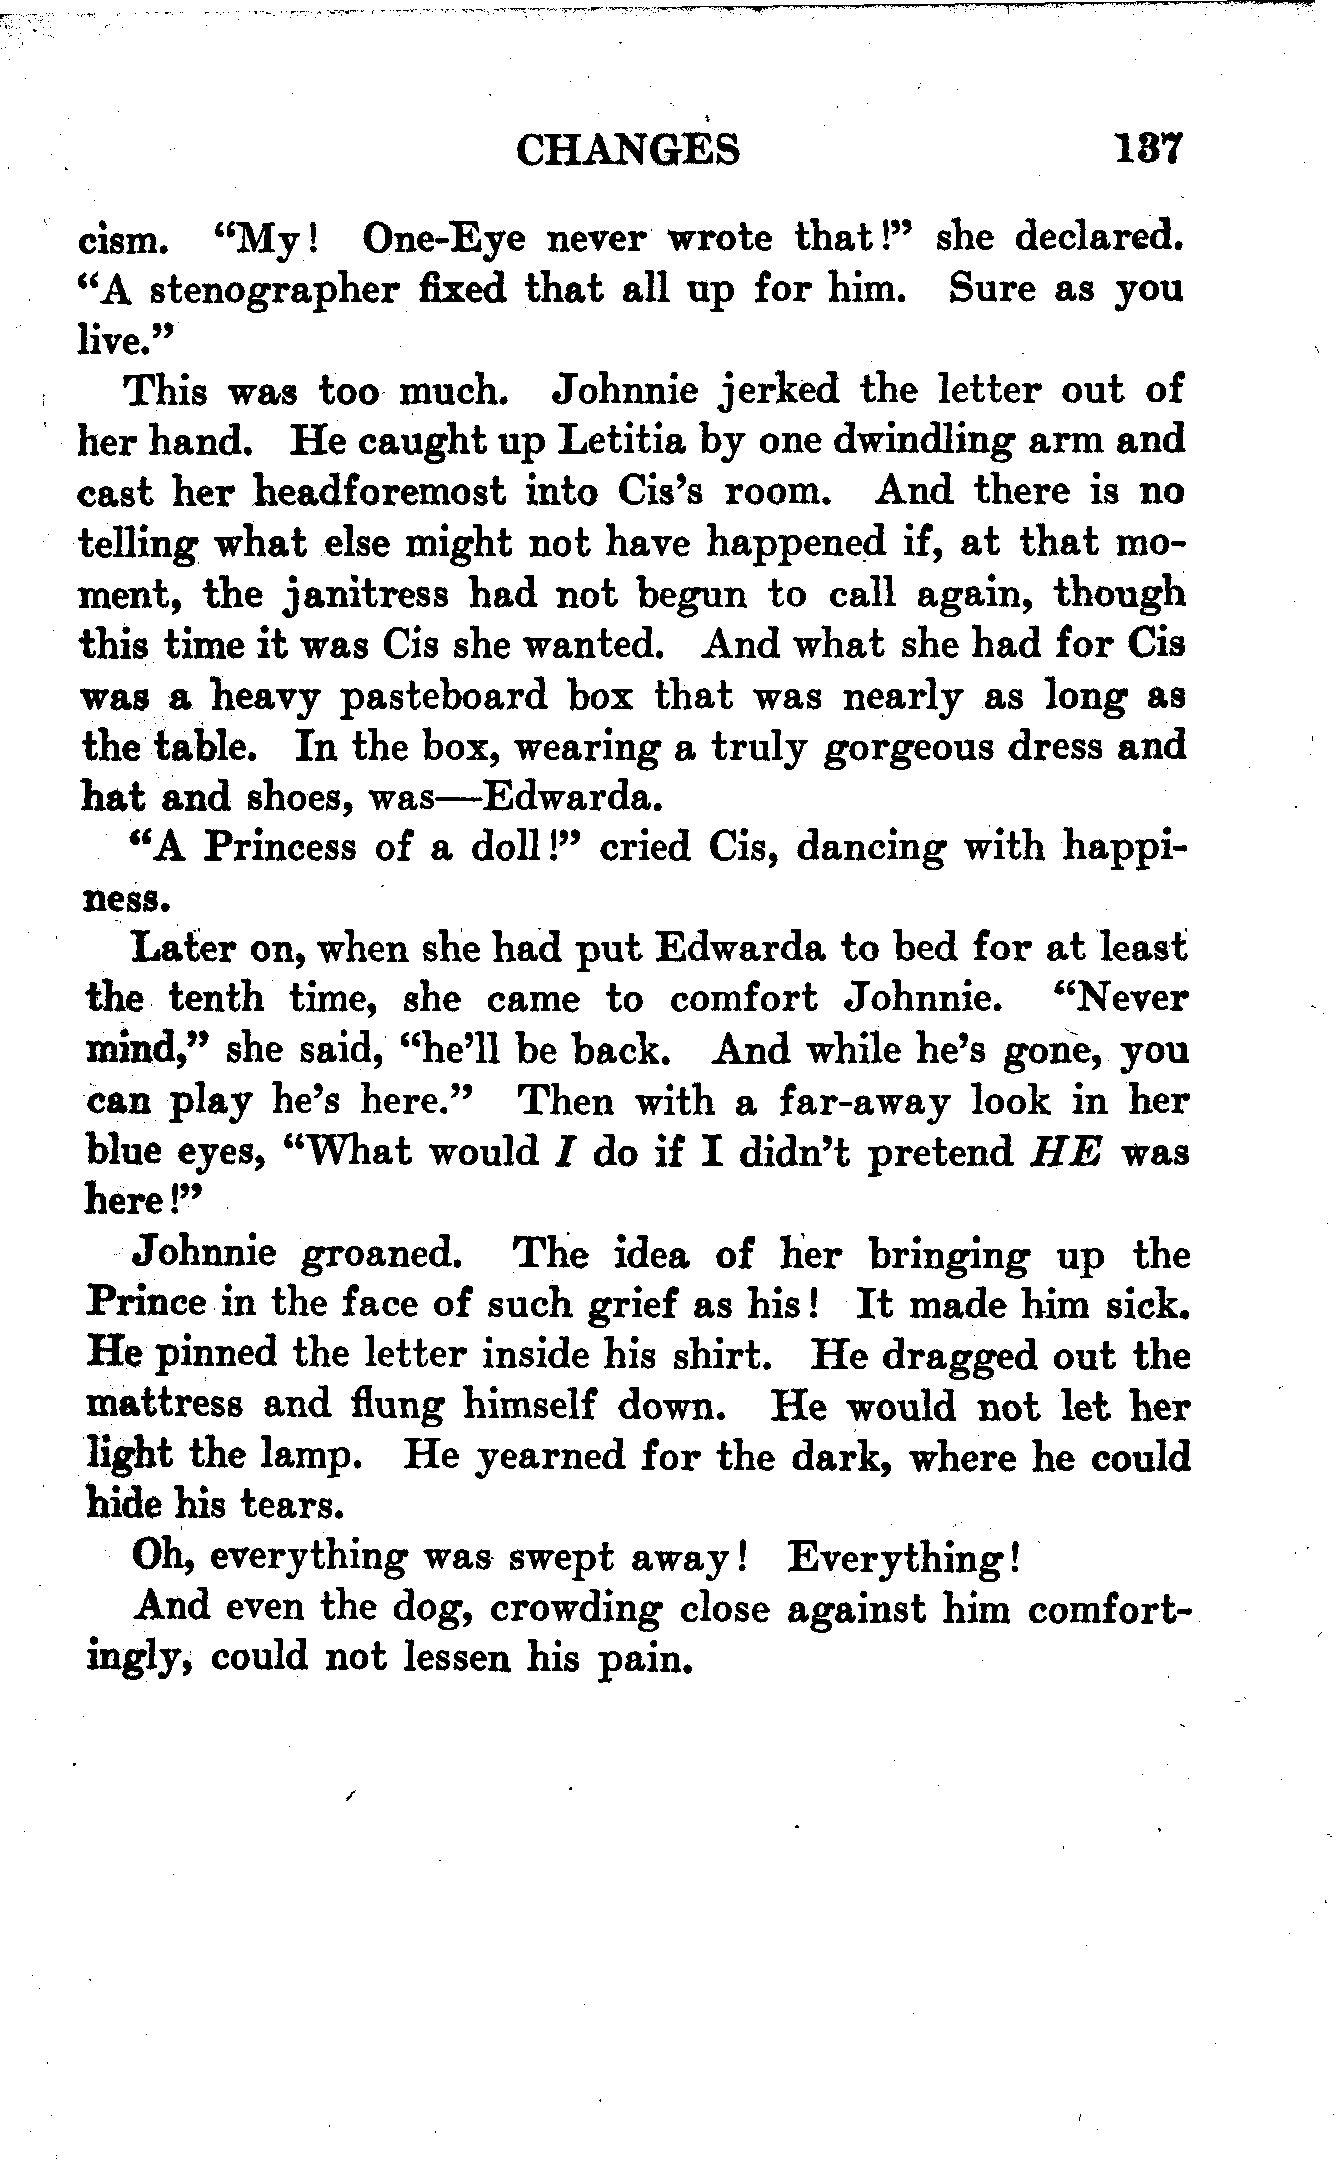 CHANGES 137
cism. "My! One-Eye never wrote that!" she declared.
"A stenographer fixed that all up for him. Sure as you
live."
This was too much. Johnnie jerked the letter out of
her hand. He caught up Letitia by one dwindling arm and
cast her headforemost into Cis's room. And there is no
telling what else might not have happened if, at that mo-
ment, the janitress had not begun to call again, though
this time it was Cis she wanted. And what she had for Cis
was a heavy pasteboard box that was nearly as long as
the table. In the box, wearing a truly gorgeous dress and
hat and shoes, was—Edwarda.
"A Princess of a doll!" cried Cis, dancing with happi-
ness.
Later on, when she had put Edwarda to bed for at least
the tenth time, she came to comfort Johnnie. "Never
mind," she said, "he'll be back. And while he's gone, you
can play he's here." Then with a far-away look in her
blue eyes, "What would I do if I didn't pretend HE was
here!"
Johnnie groaned. The idea of her bringing up the
Prince in the face of such grief as his! It made him sick.
He pinned the letter inside his shirt. He dragged out the
mattress and flung himself down. He would not let her
light the lamp. He yearned for the dark, where he could
hide his tears.
Oh, everything was swept away! Everything!
And even the dog, crowding close against him comfort-
ingly, could not lessen his pain.